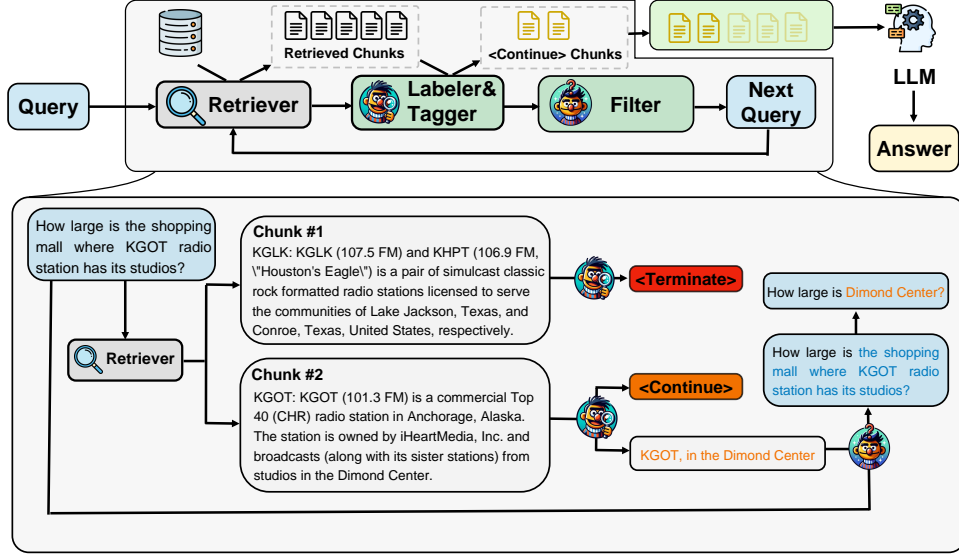 Retrieved Chunks
<Continue> Chunks
Query
Retriever
Labeler&
Tagger
Filter
Next
Query
LLM
Answer
How large is the shopping
mall where KGOT radio
station has its studios?
Retriever
Chunk #1
KGLK: KGLK (107.5 FM) and KHPT (106.9 FM,
\"Houston's Eagle\") is a pair of simulcast classic
rock formatted radio stations licensed to serve
the communities of Lake Jackson, Texas, and
Conroe, Texas, United States, respectively.
<Terminate>
Chunk #2
KGOT: KGOT (101.3 FM) is a commercial Top
40 (CHR) radio station in Anchorage, Alaska.
The station is owned by iHeartMedia, Inc. and
broadcasts (along with its sister stations) from
studios in the Dimond Center.
<Continue>
KGOT, in the Dimond Center
How large is Dimond Center?
How large is the shopping
mall where KGOT radio
station has its studios?